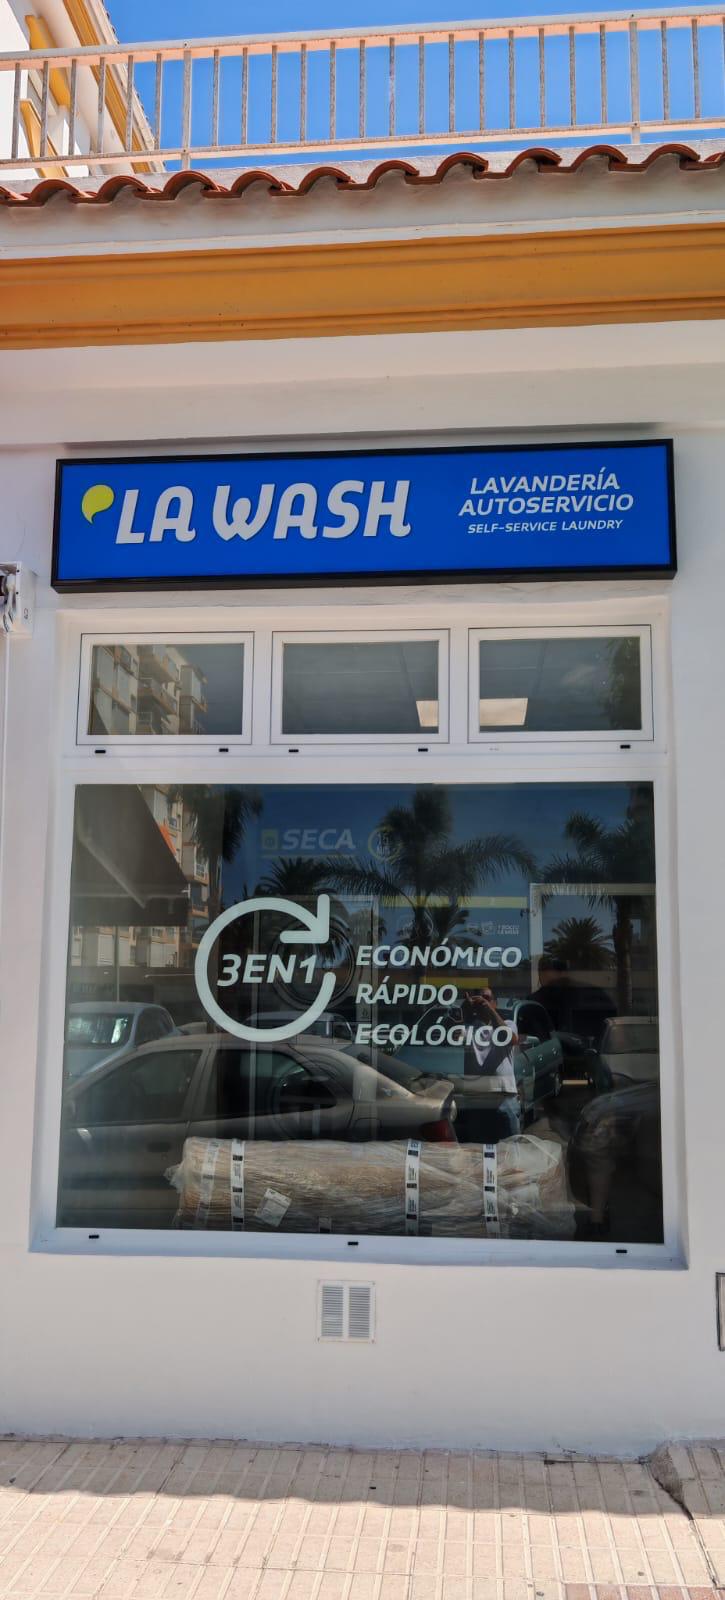 LA WASH
LAVANDERÍA
AUTOSERVICIO
SELF-SERVICE LAUNDRY
SECA
3EN1
ECONÓMICO
RÁPIDO
ECOLÓGICO